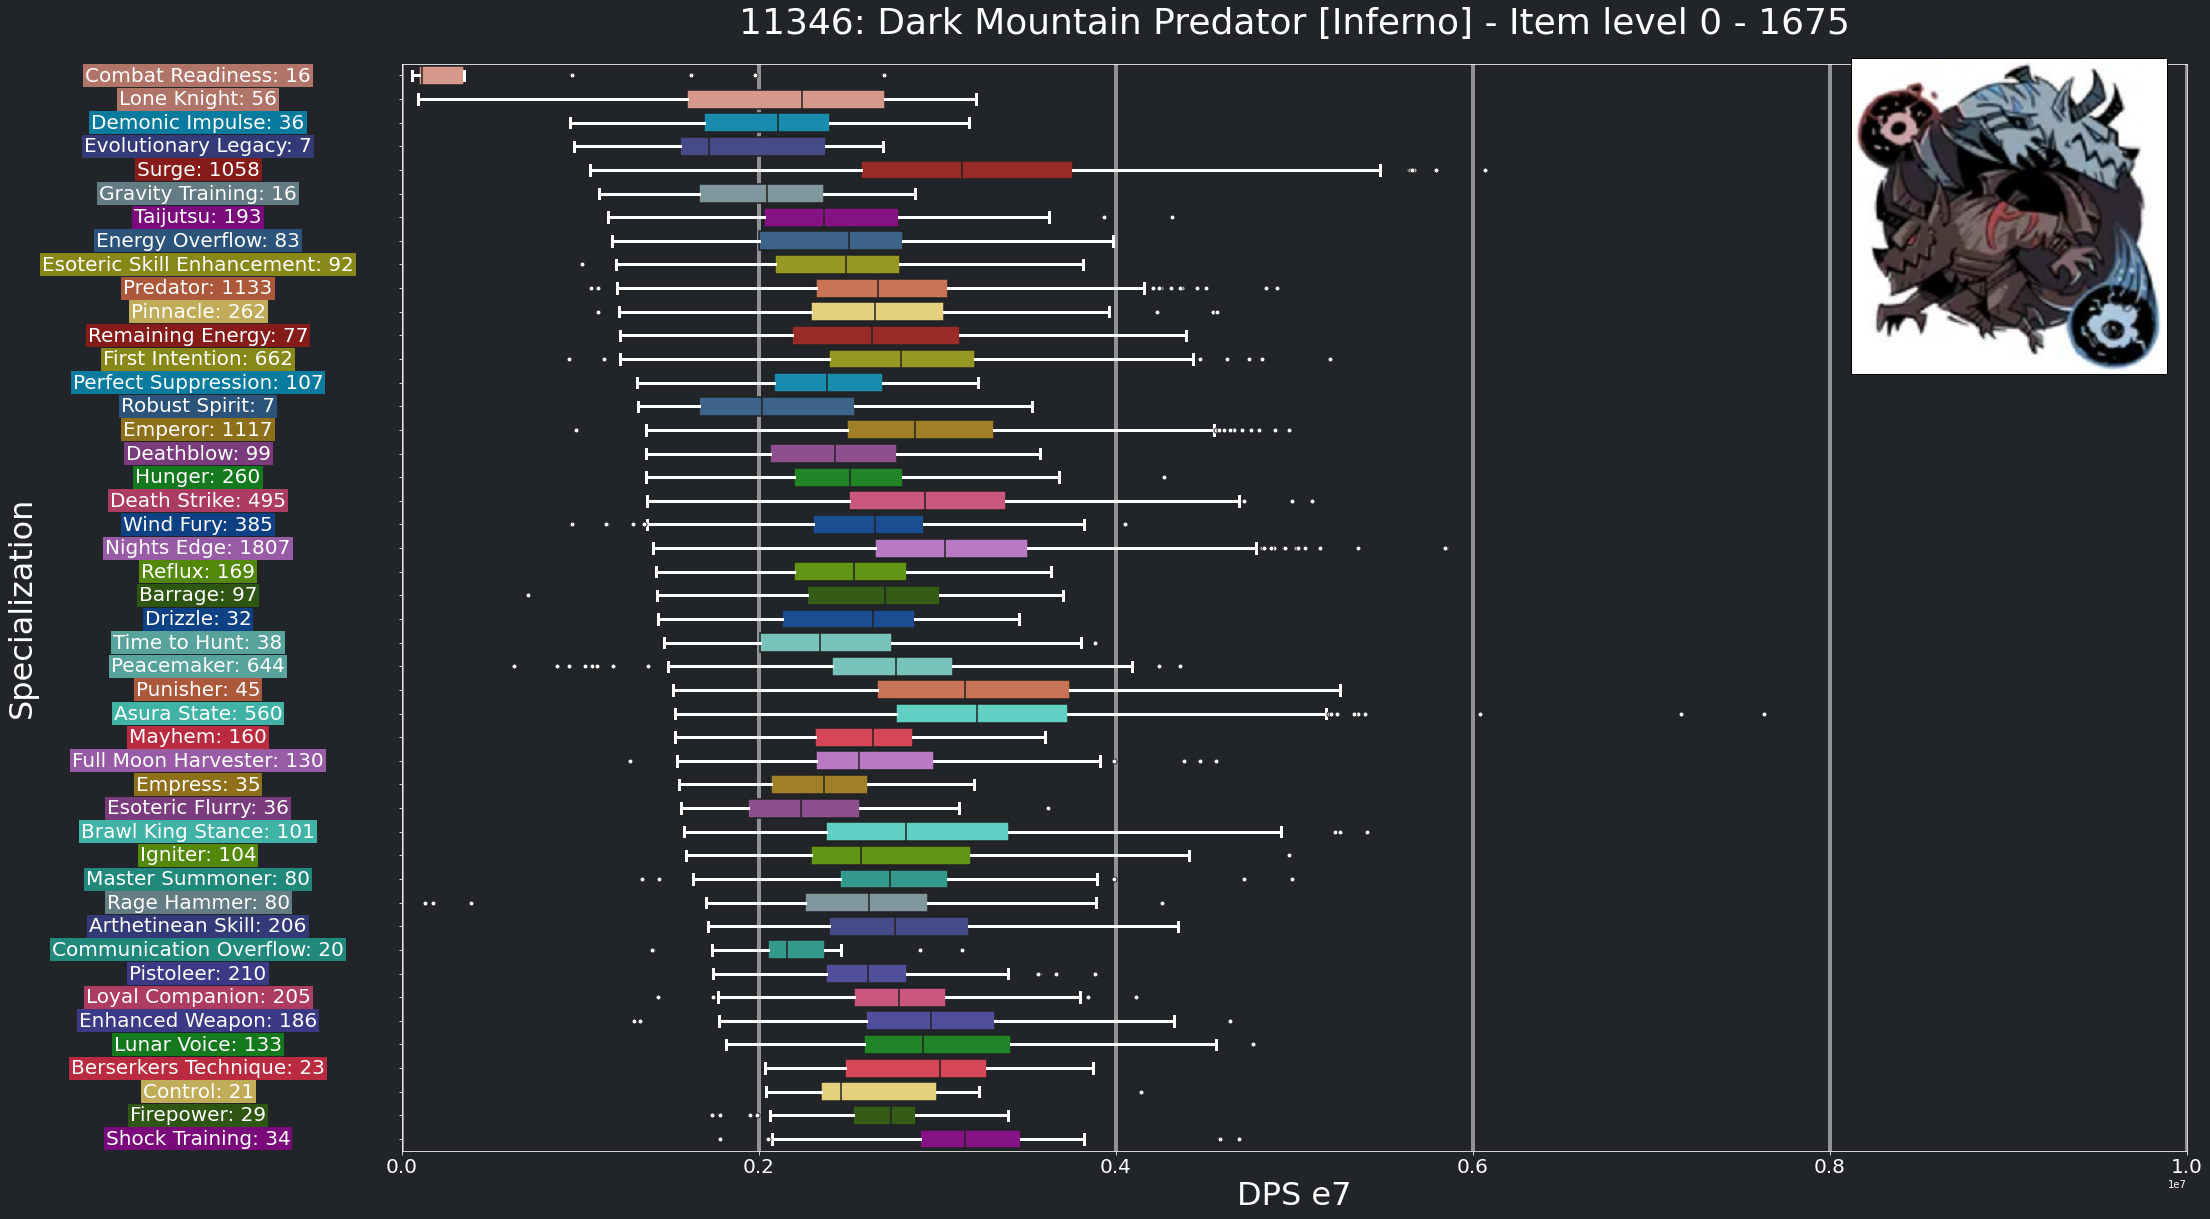 11346: Dark Mountain Predator [Inferno] - Item level 0 - 1675
Specialization
Combat Readiness: 16
Lone Knight: 56
Demonic Impulse: 36
Evolutionary Legacy: 7
Surge: 1058
Gravity Training: 16
Taijutsu: 193
Energy Overflow: 83
Esoteric Skill Enhancement: 92
Predator: 1133
Pinnacle: 262
Remaining Energy: 77
First Intention: 662
Perfect Suppression: 107
Robust Spirit: 7
Emperor: 1117
Deathblow: 99
Hunger: 260
Death Strike: 495
Wind Fury: 385
Nights Edge: 1807
Reflux: 169
Barrage: 97
Drizzle: 32
Time to Hunt: 38
Peacemaker: 644
Punisher: 45
Asura State: 560
Mayhem: 160
Full Moon Harvester: 130
Empress: 35
Esoteric Flurry: 36
Brawl King Stance: 101
Igniter: 104
Master Summoner: 80
Rage Hammer: 80
Arthetinean Skill: 206
Communication Overflow: 20
Pistoleer: 210
Loyal Companion: 205
Enhanced Weapon: 186
Lunar Voice: 133
Berserkers Technique: 23
Control: 21
Firepower: 29
Shock Training: 34
0.0 0.2 0.4 0.6 0.8 1.0
1e7
DPS e7